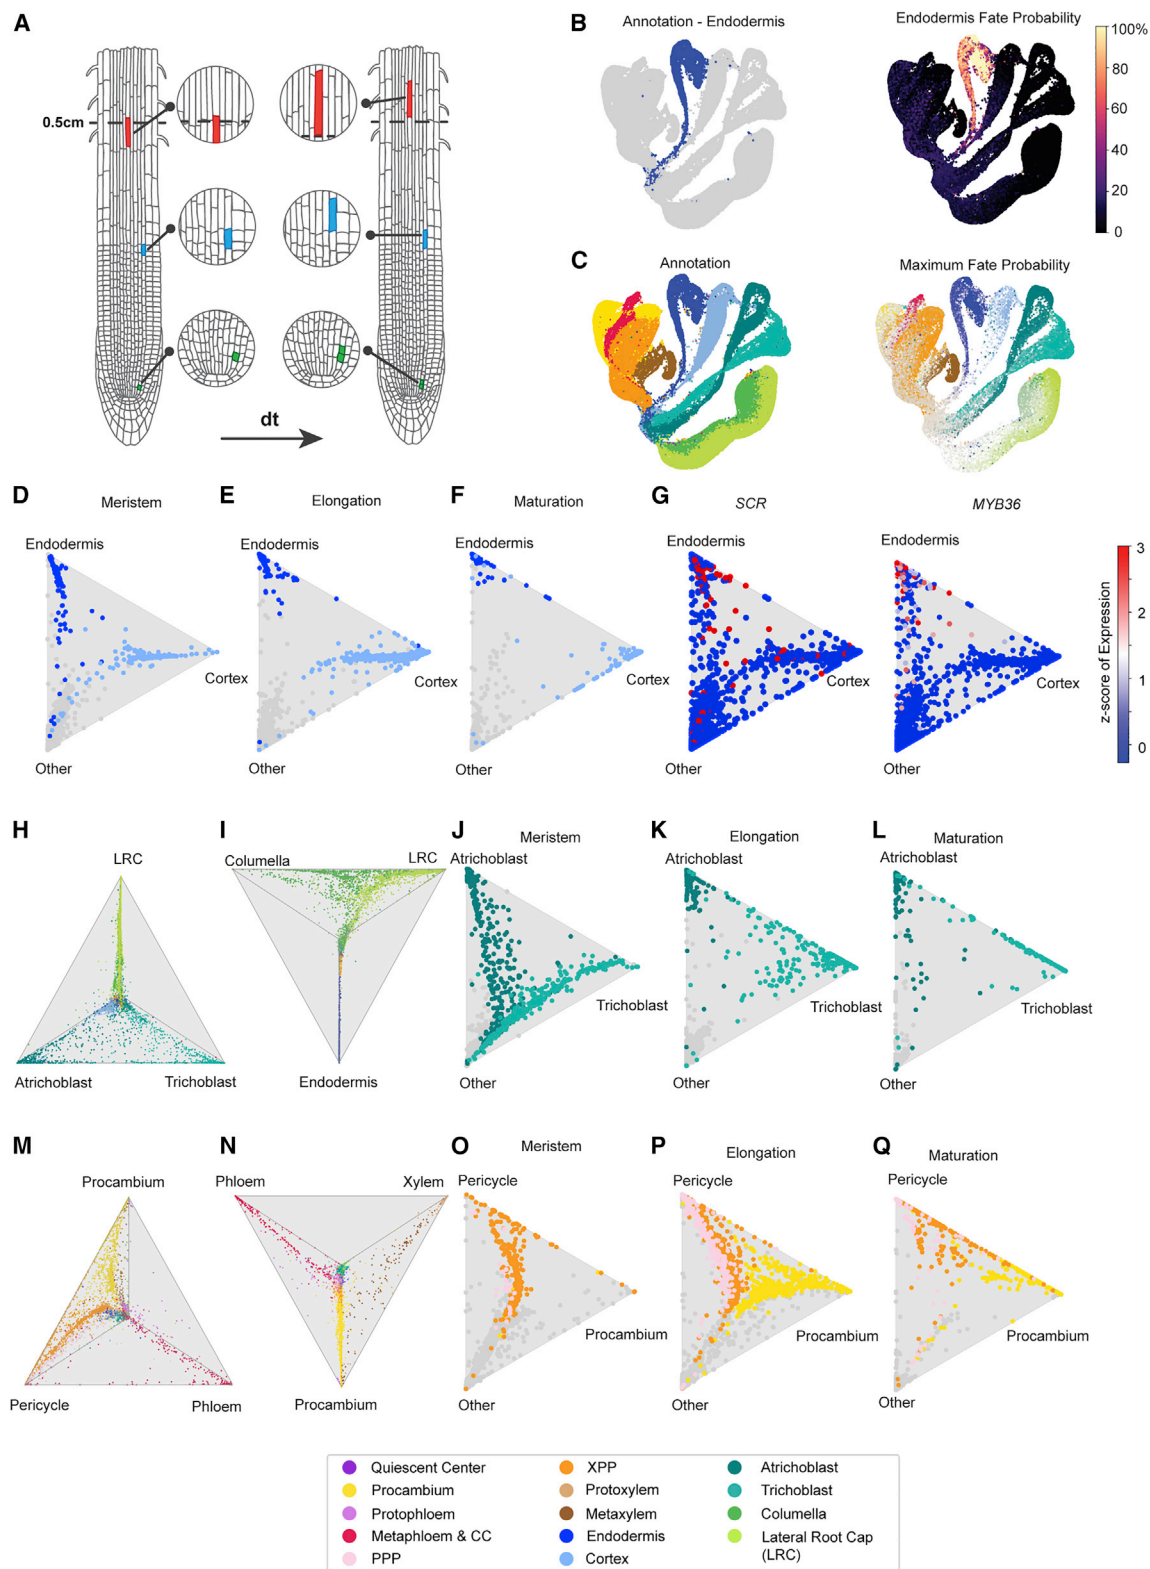 A
0.5cm
dt
B
Annotation - Endodermis
Endodermis Fate Probability
100%
80
60
40
20
0
C
Annotation
Maximum Fate Probability
D
Meristem
Endodermis
Cortex
Other
E
Elongation
Endodermis
Cortex
Other
F
Maturation
Endodermis
Cortex
Other
G
SCR
Endodermis
Cortex
Other
MYB36
Endodermis
Cortex
Other
3
2
1
0
z-score of Expression
H
LRC
Atrichoblast
Trichoblast
I
Columella
LRC
Endodermis
J
Meristem
Atrichoblast
Trichoblast
Other
K
Elongation
Atrichoblast
Trichoblast
Other
L
Maturation
Atrichoblast
Trichoblast
Other
M
Procambium
Pericycle
Phloem
N
Phloem
Xylem
Procambium
O
Meristem
Pericycle
Procambium
Other
P
Elongation
Pericycle
Procambium
Other
Q
Maturation
Pericycle
Procambium
Other
Quiescent Center
Procambium
Protophloem
Metaphloem & CC
PPP
XPP
Protoxylem
Metaxylem
Endodermis
Cortex
Atrichoblast
Trichoblast
Columella
Lateral Root Cap
(LRC)